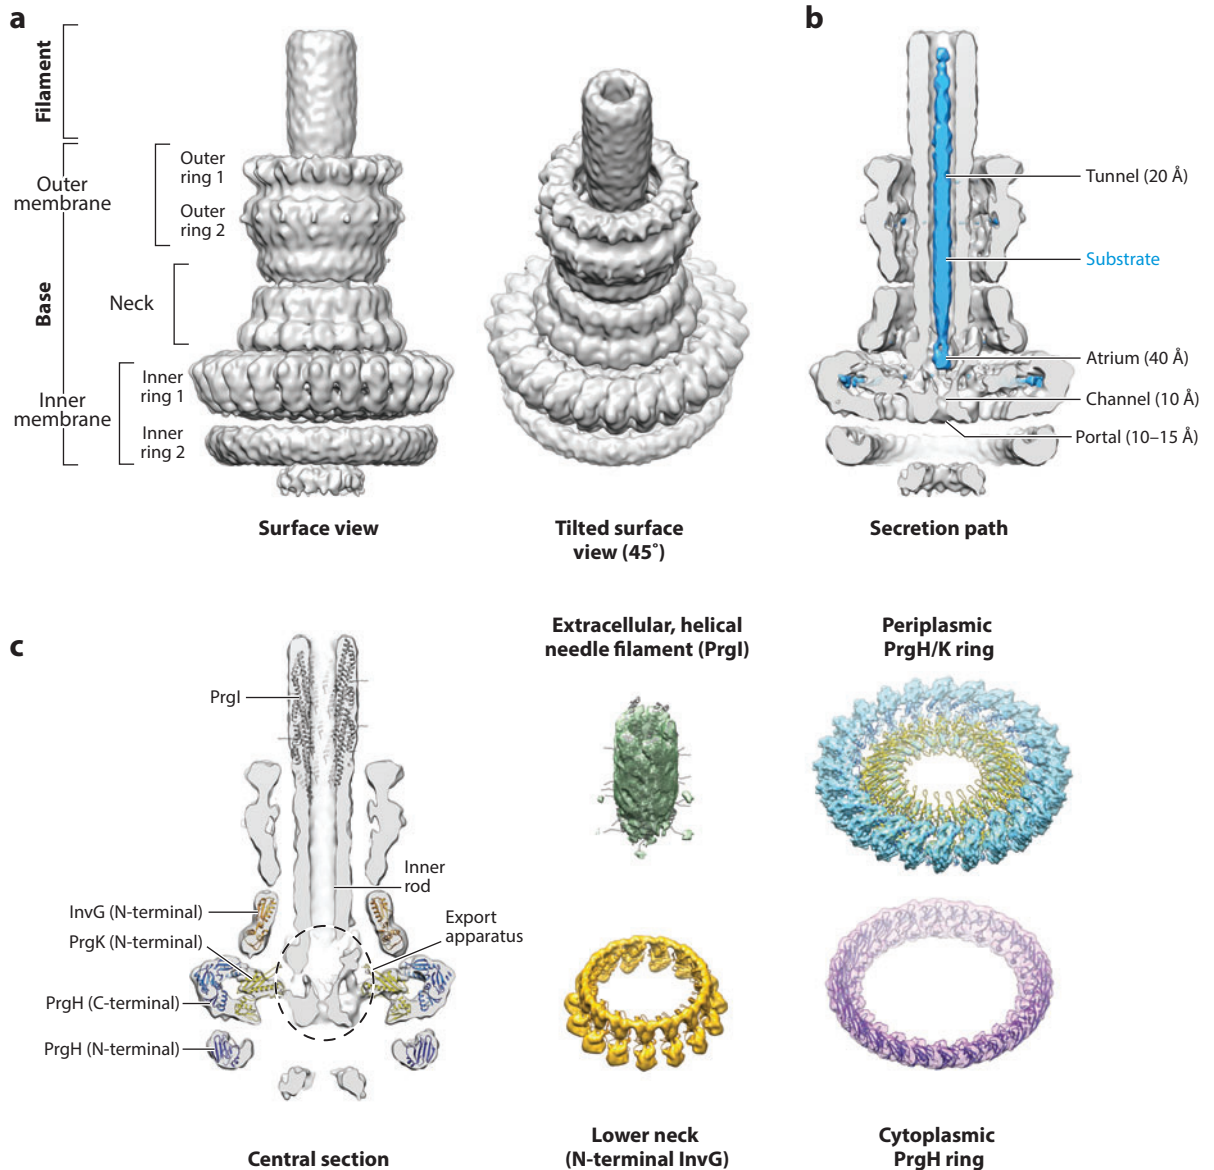 a
Filament
Base
Outer
membrane
Inner
membrane
Outer
ring 1
Outer
ring 2
Neck
Inner
ring 1
Inner
ring 2
Surface view
Tilted surface
view (45˚)
b
Tunnel (20 Å)
Substrate
Atrium (40 Å)
Channel (10 Å)
Portal (10–15 Å)
Secretion path
c
PrgI
Inner
rod
InvG (N-terminal)
PrgK (N-terminal)
Export
apparatus
PrgH (C-terminal)
PrgH (N-terminal)
Central section
Extracellular, helical
needle filament (PrgI)
Periplasmic
PrgH/K ring
Lower neck
(N-terminal InvG)
Cytoplasmic
PrgH ring